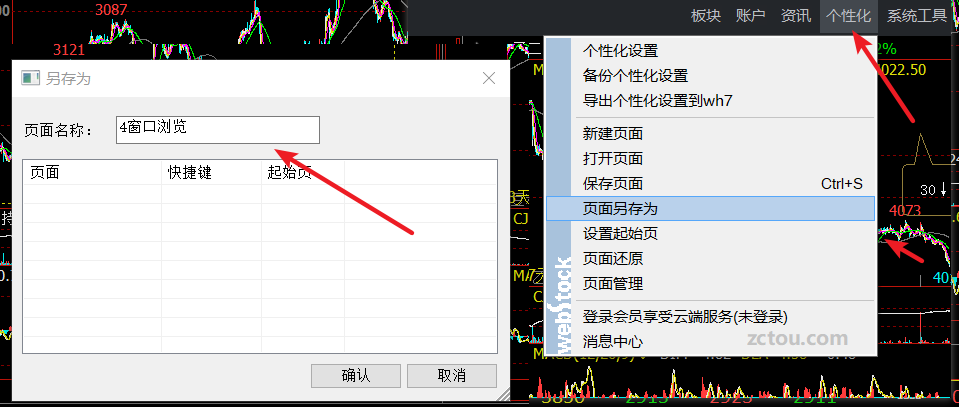 3087
3121
板块 账户 资讯 个性化 系统工具
另存为
页面名称：
4窗口浏览
页面 快捷键 起始页
确认 取消
个性化设置
备份个性化设置
导出个性化设置到wh7
新建页面
打开页面
保存页面 Ctrl+S
页面另存为
设置起始页
页面还原
页面管理
登录会员享受云端服务(未登录)
消息中心
webstock
zctou.com
2%
022.50
30↓
4073
40.
天
CJ
持